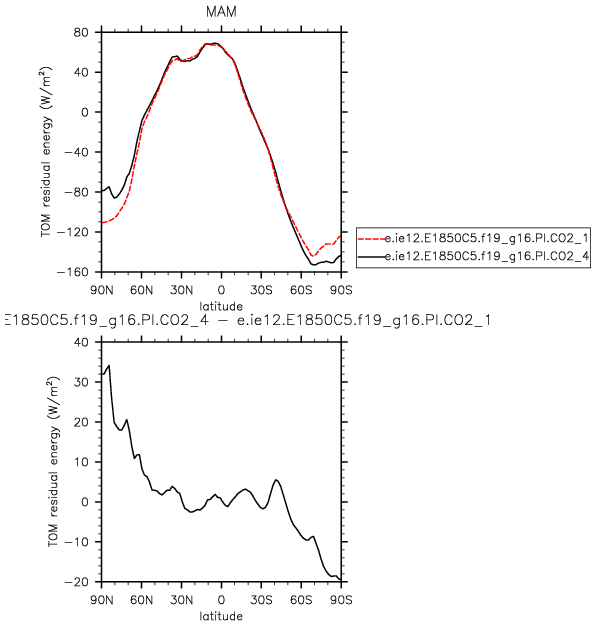 MAM
TOM residual energy (W/m²)
80
40
0
−40
−80
−120
−160
90N 60N 30N 0 30S 60S 90S
latitude
e.ie12.E1850C5.f19_g16.PI.CO2_1
e.ie12.E1850C5.f19_g16.PI.CO2_4
E1850C5.f19_g16.PI.CO2_4 − e.ie12.E1850C5.f19_g16.PI.CO2_1
TOM residual energy (W/m²)
40
30
20
10
0
−10
−20
90N 60N 30N 0 30S 60S 90S
latitude